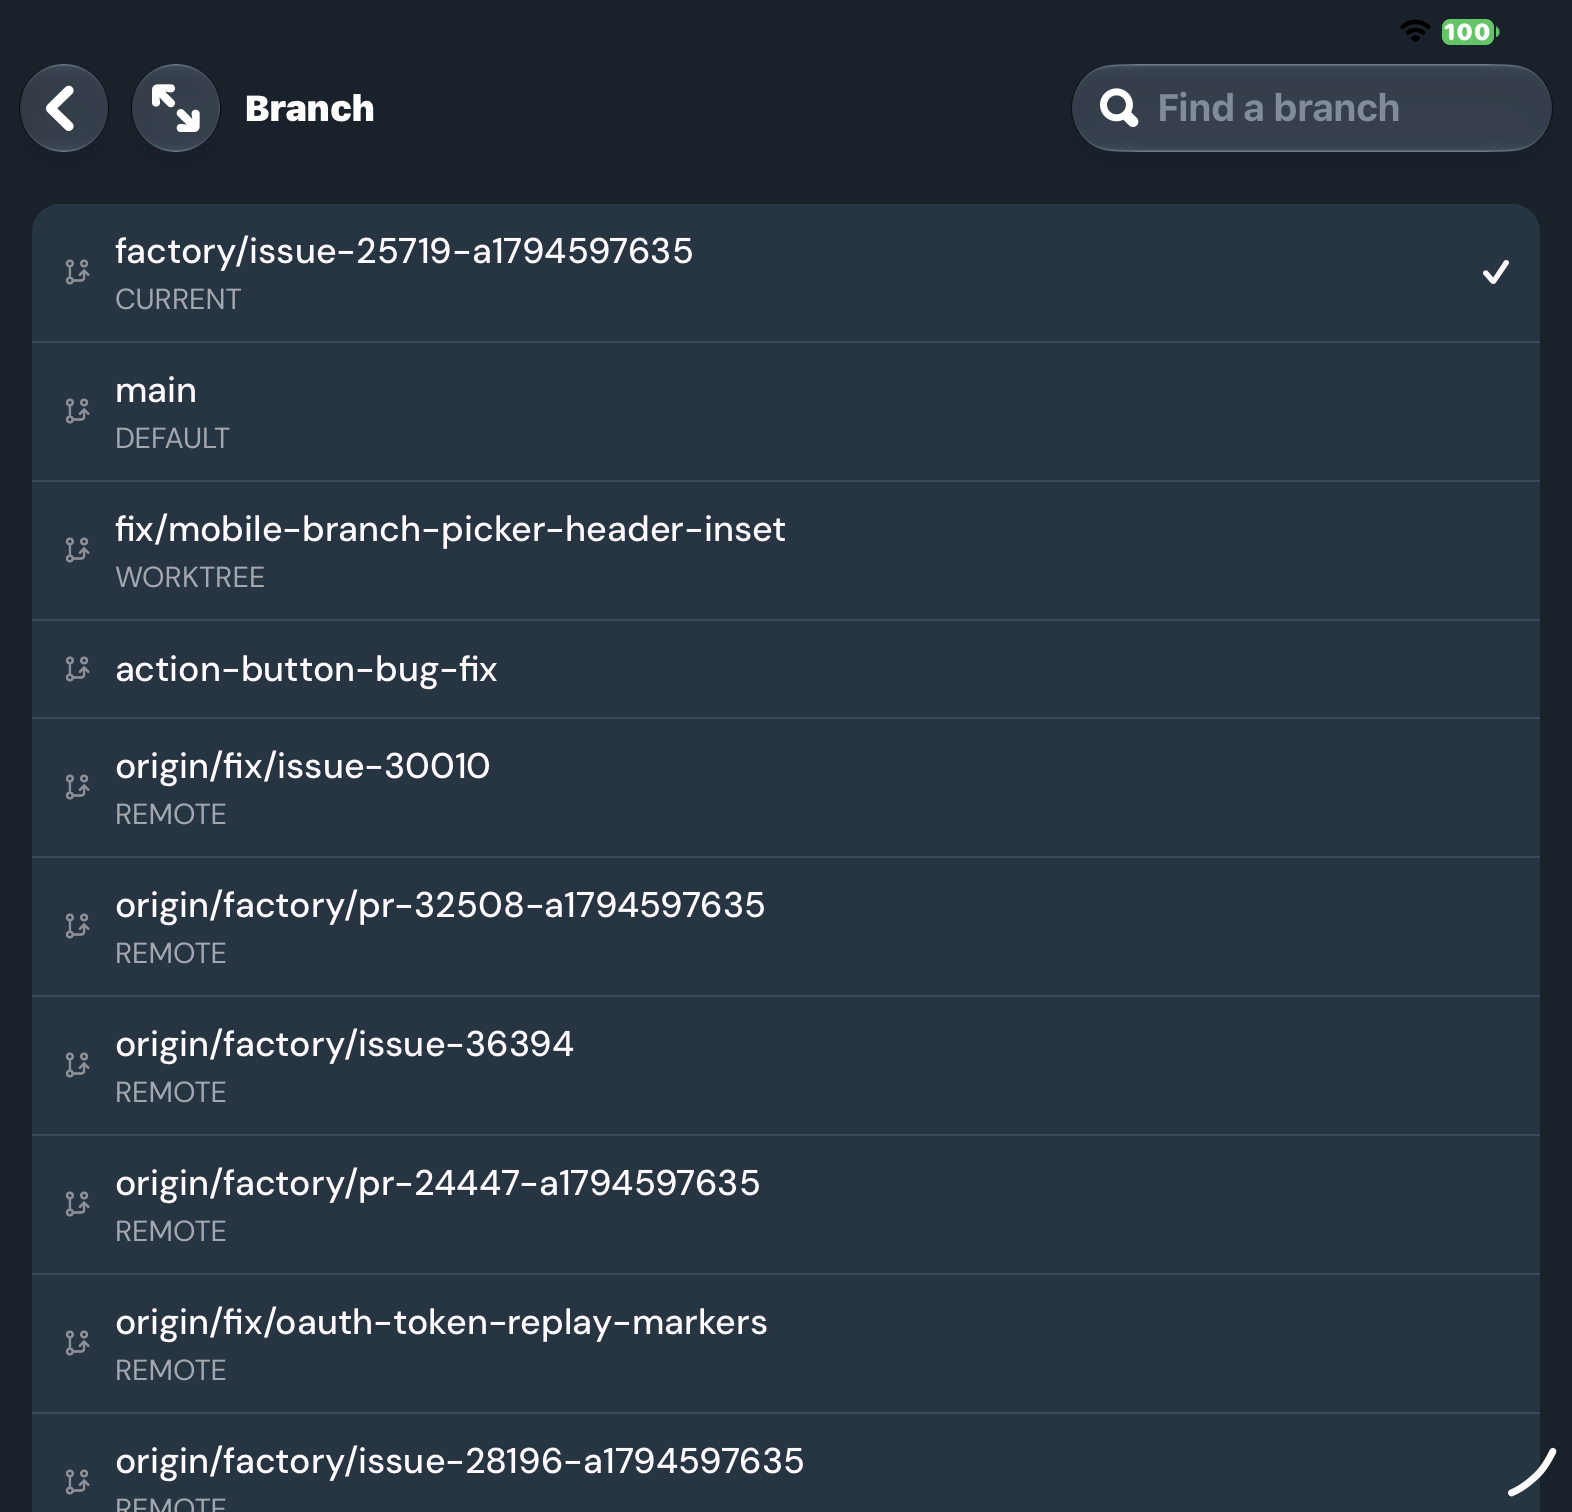 100
Branch
Find a branch
factory/issue-25719-a1794597635
CURRENT
main
DEFAULT
fix/mobile-branch-picker-header-inset
WORKTREE
action-button-bug-fix
origin/fix/issue-30010
REMOTE
origin/factory/pr-32508-a1794597635
REMOTE
origin/factory/issue-36394
REMOTE
origin/factory/pr-24447-a1794597635
REMOTE
origin/fix/oauth-token-replay-markers
REMOTE
origin/factory/issue-28196-a1794597635
REMOTE